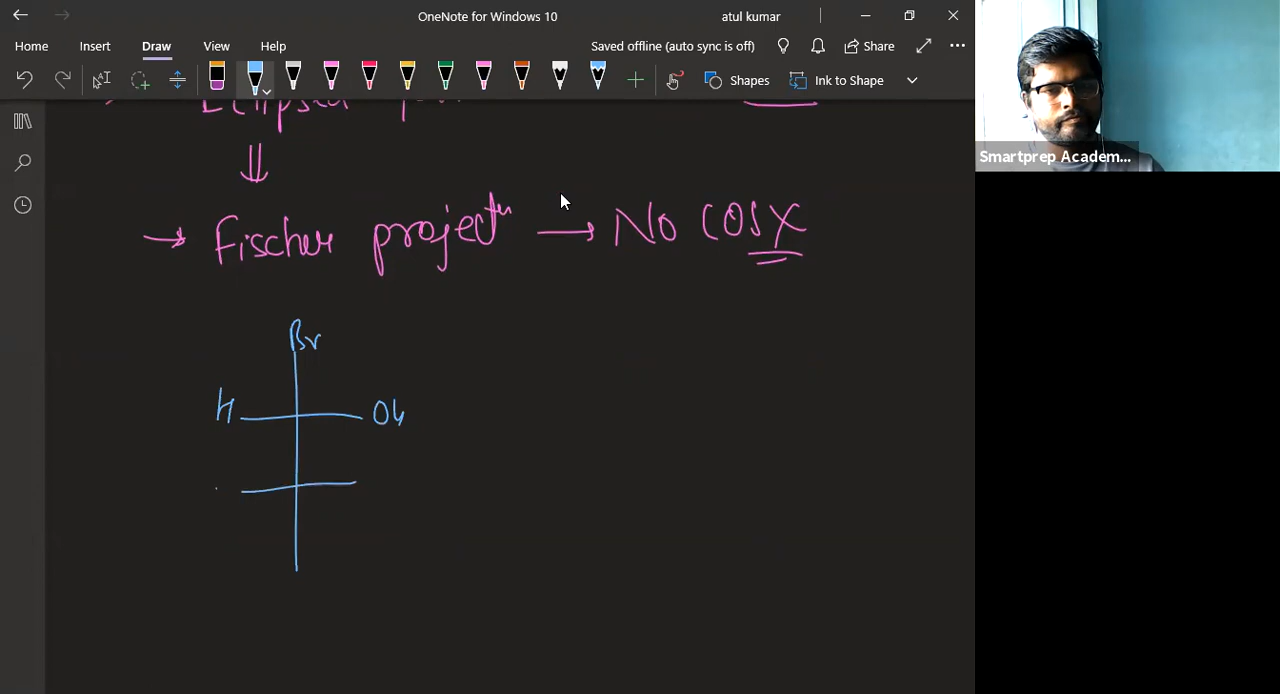 OneNote for Windows 10
atul kumar
Home Insert Draw View Help
Saved offline (auto sync is off)
Share
Shapes
Ink to Shape
Smartprep Academ...
→ Fischer projectn → No COSX
Br
H OH